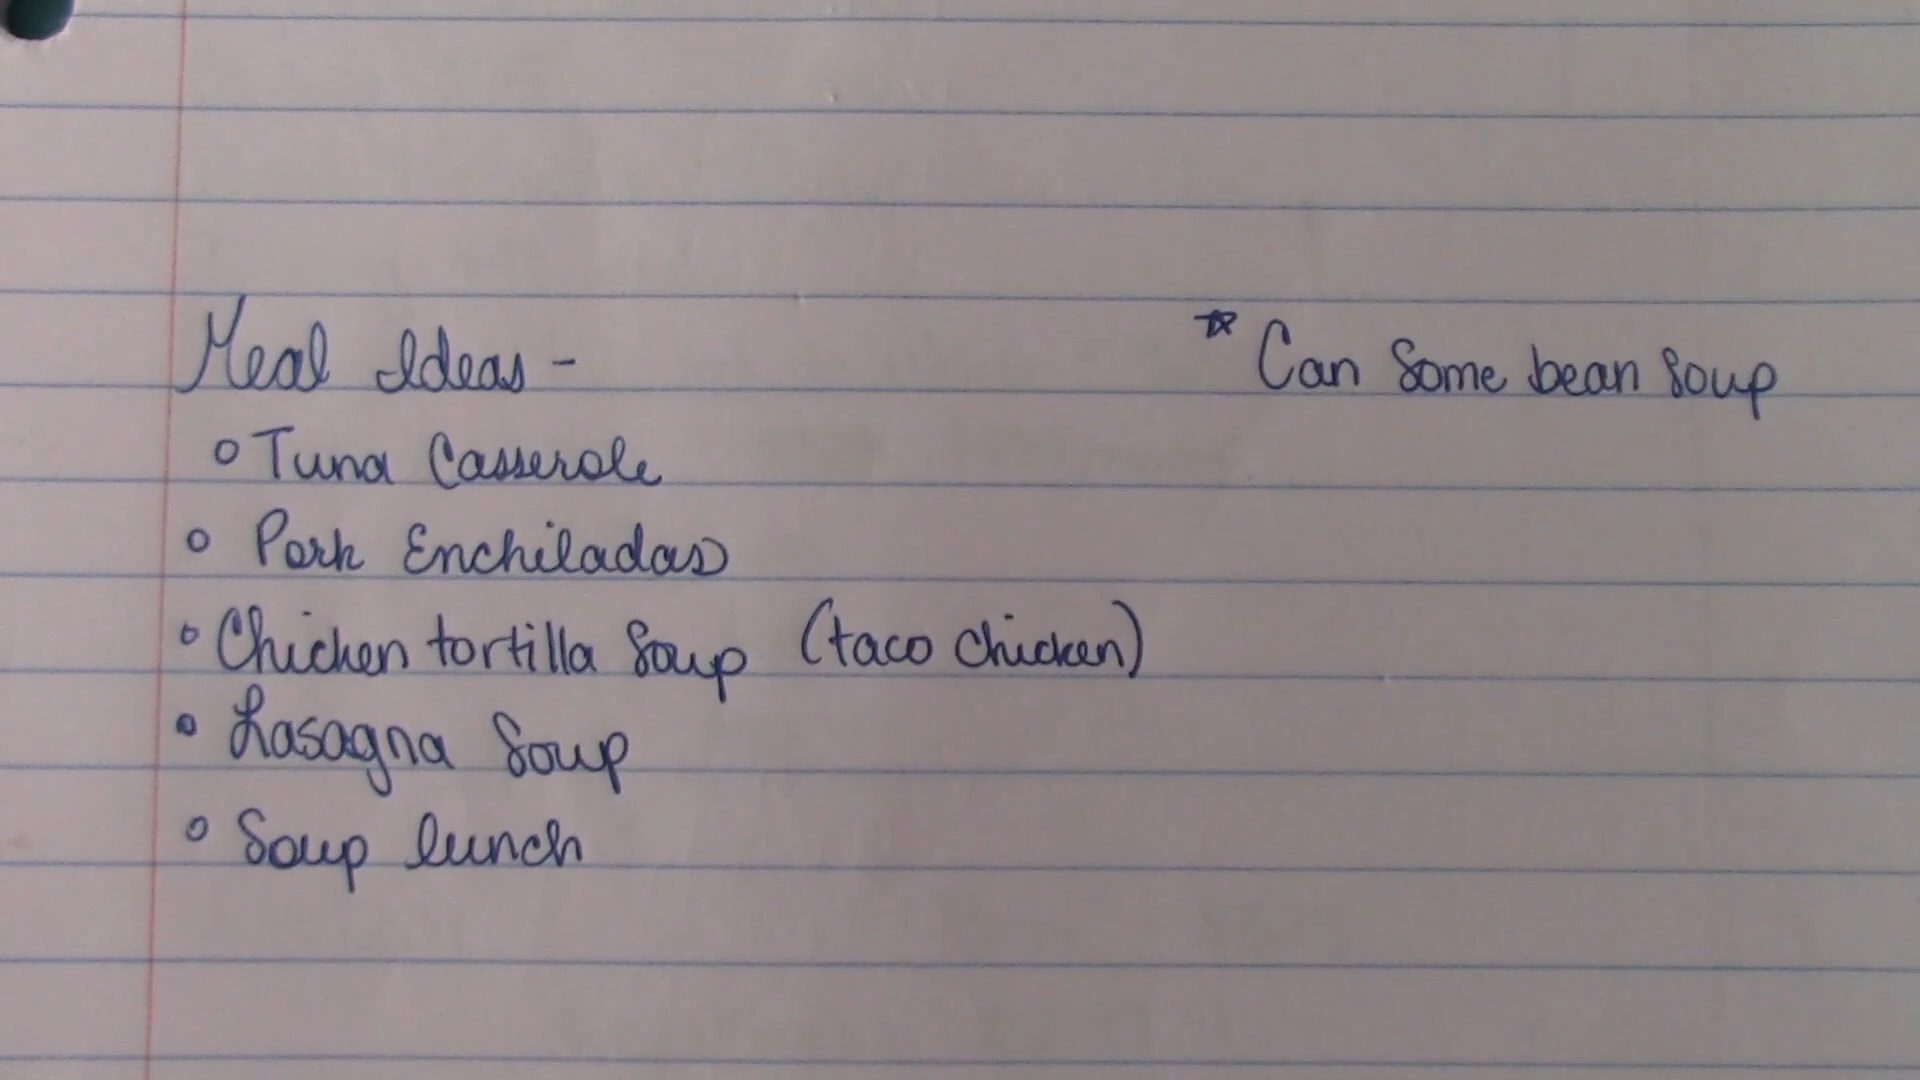 Meal Ideas -
☆ Can Some bean Soup
o Tuna Casserole
o Pork Enchiladas
o Chicken tortilla Soup (taco chicken)
o Lasagna Soup
o Soup lunch